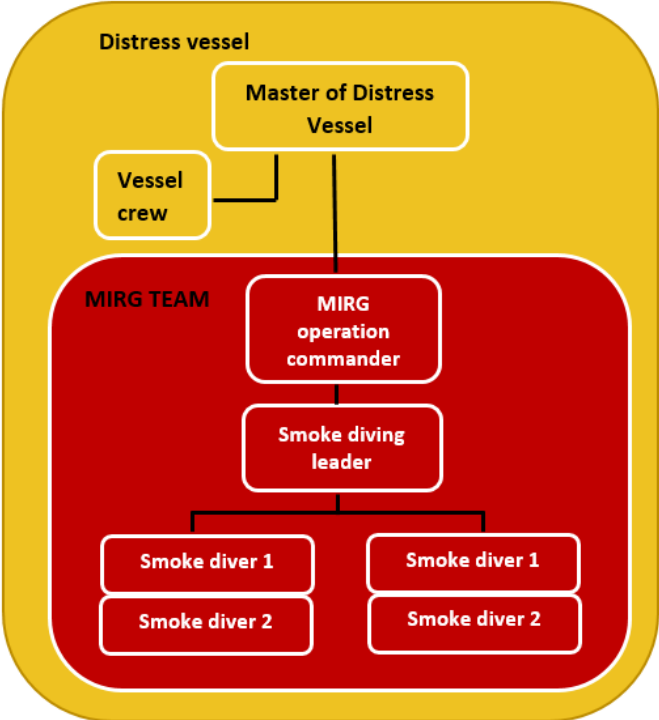 Distress vessel
Master of Distress
Vessel
Vessel
crew
MIRG TEAM
MIRG
operation
commander
Smoke diving
leader
Smoke diver 1
Smoke diver 2
Smoke diver 1
Smoke diver 2